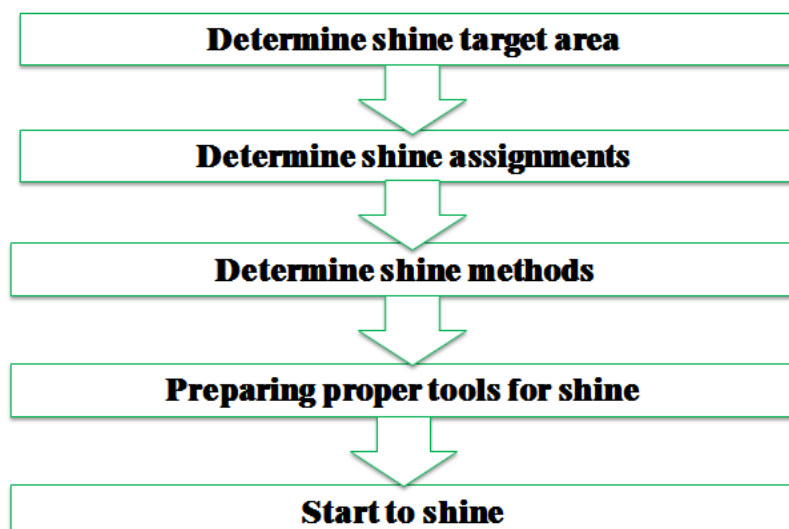 Determine shine target area
Determine shine assignments
Determine shine methods
Preparing proper tools for shine
Start to shine